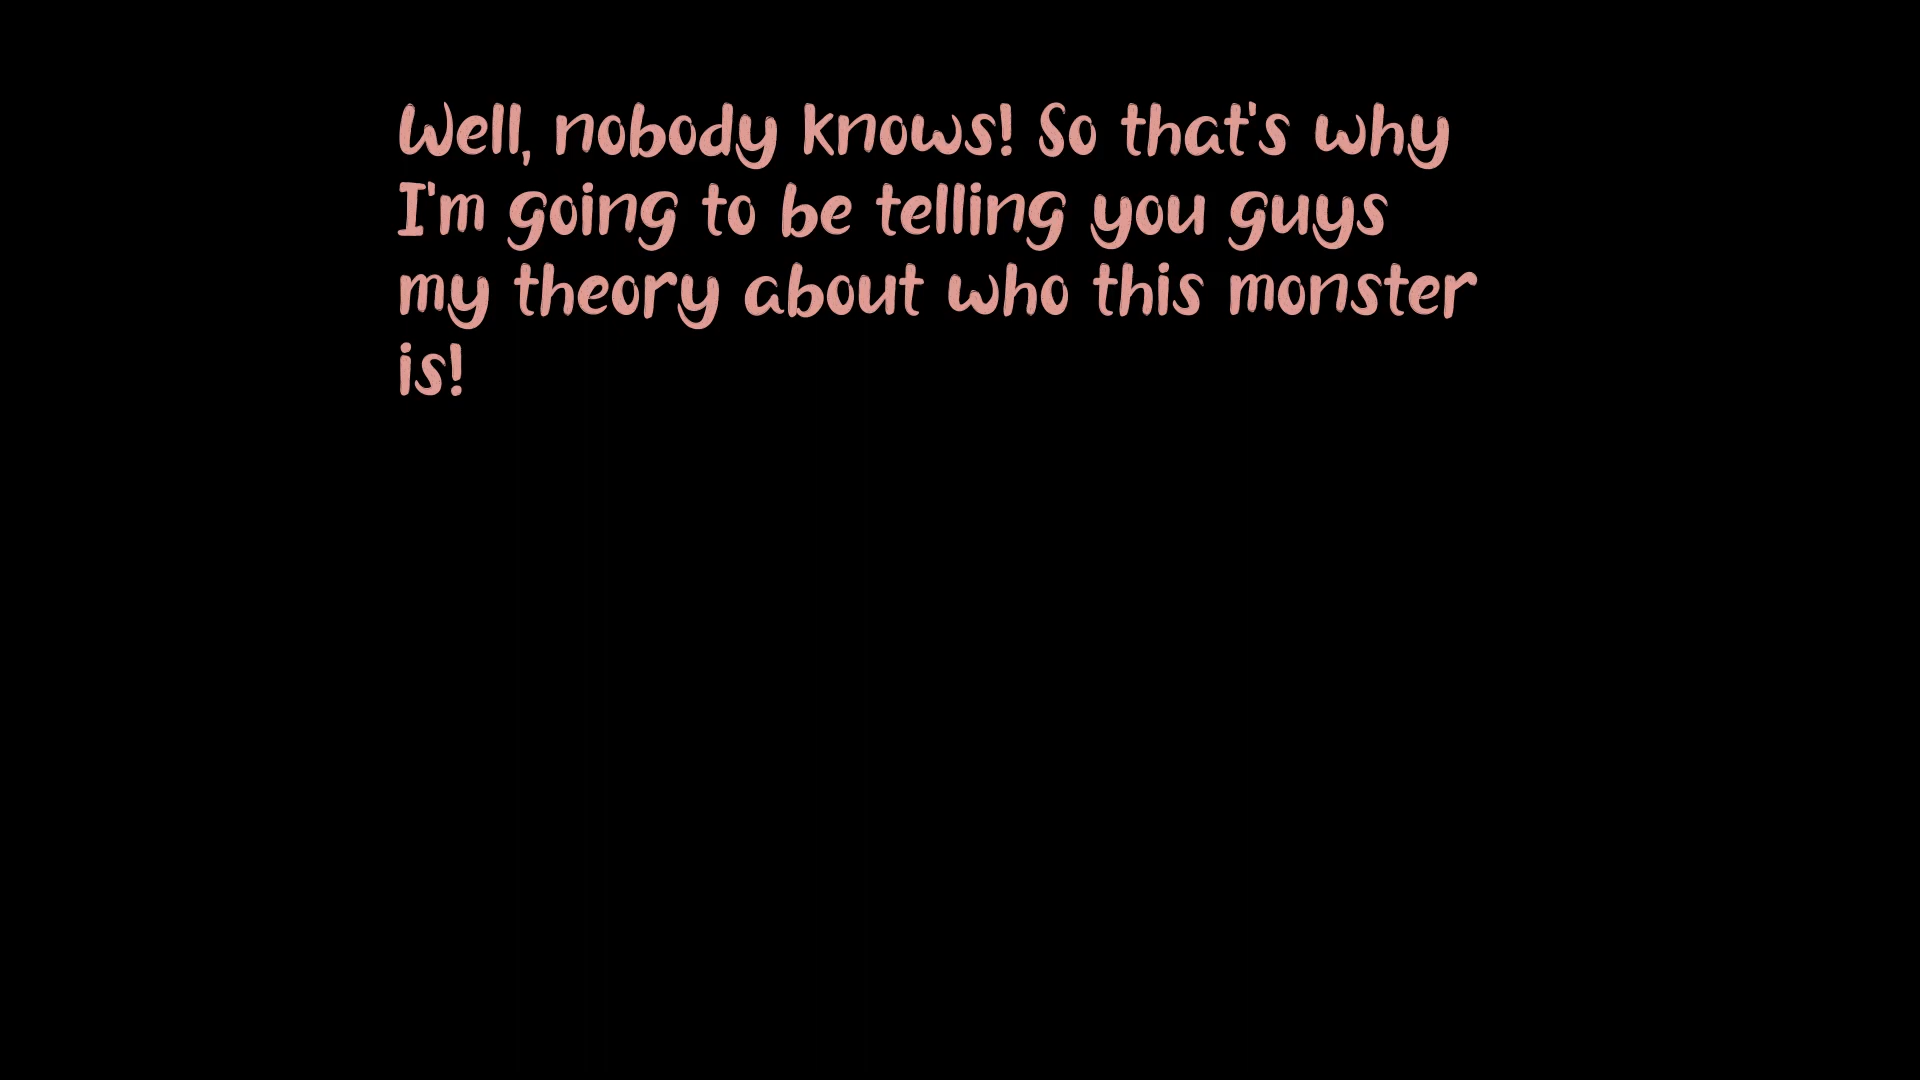 Well, nobody knows! So that's why
I'm going to be telling you guys
my theory about who this monster
is!